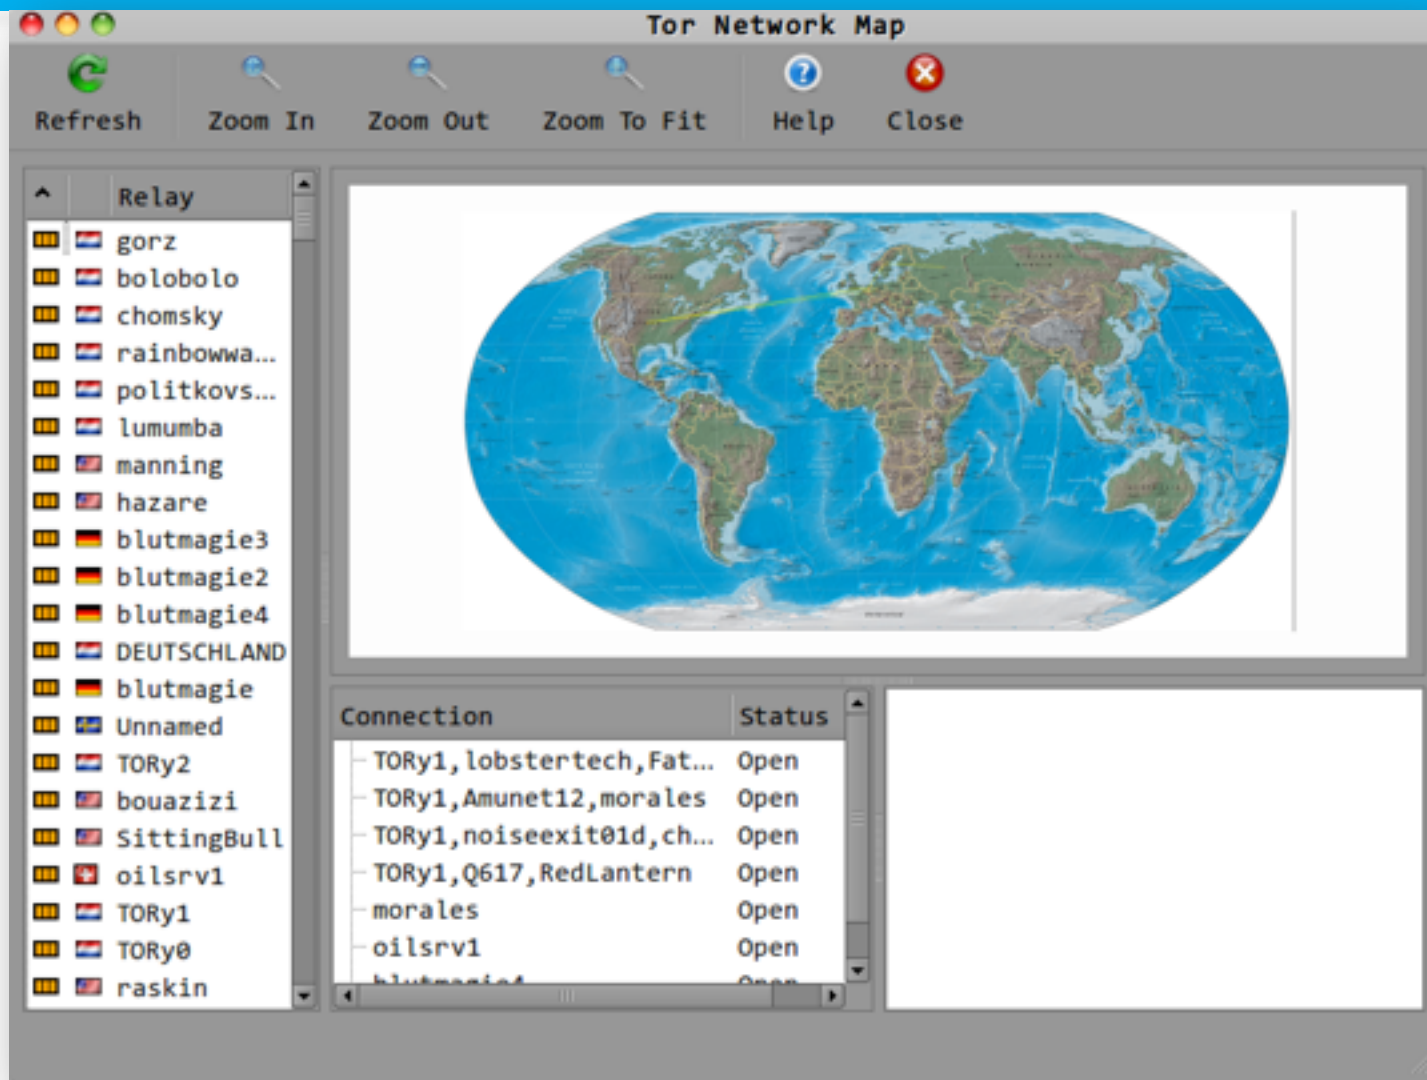 Tor Network Map
Refresh Zoom In Zoom Out Zoom To Fit Help Close
Relay
gorz
bolobolo
chomsky
rainbowwa...
politkovs...
lumumba
manning
hazare
blutmagie3
blutmagie2
blutmagie4
DEUTSCHLAND
blutmagie
Unnamed
TORy2
bouazizi
SittingBull
oilsrv1
TORy1
TORy0
raskin
Connection Status
TORy1,lobstertech,Fat... Open
TORy1,Amunet12,morales Open
TORy1,noiseexit01d,ch... Open
TORy1,Q617,RedLantern Open
morales Open
oilsrv1 Open
blutmagie4 Open